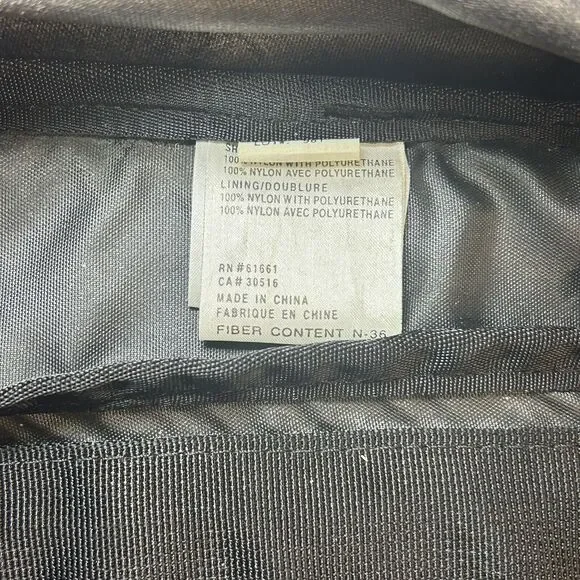 100% NYLON WITH POLYURETHANE
100% NYLON AVEC POLYURETHANE
LINING/DOUBLURE
100% NYLON WITH POLYURETHANE
100% NYLON AVEC POLYURETHANE
RN#61661
CA#30516
MADE IN CHINA
FABRIQUE EN CHINE
FIBER CONTENT N-36